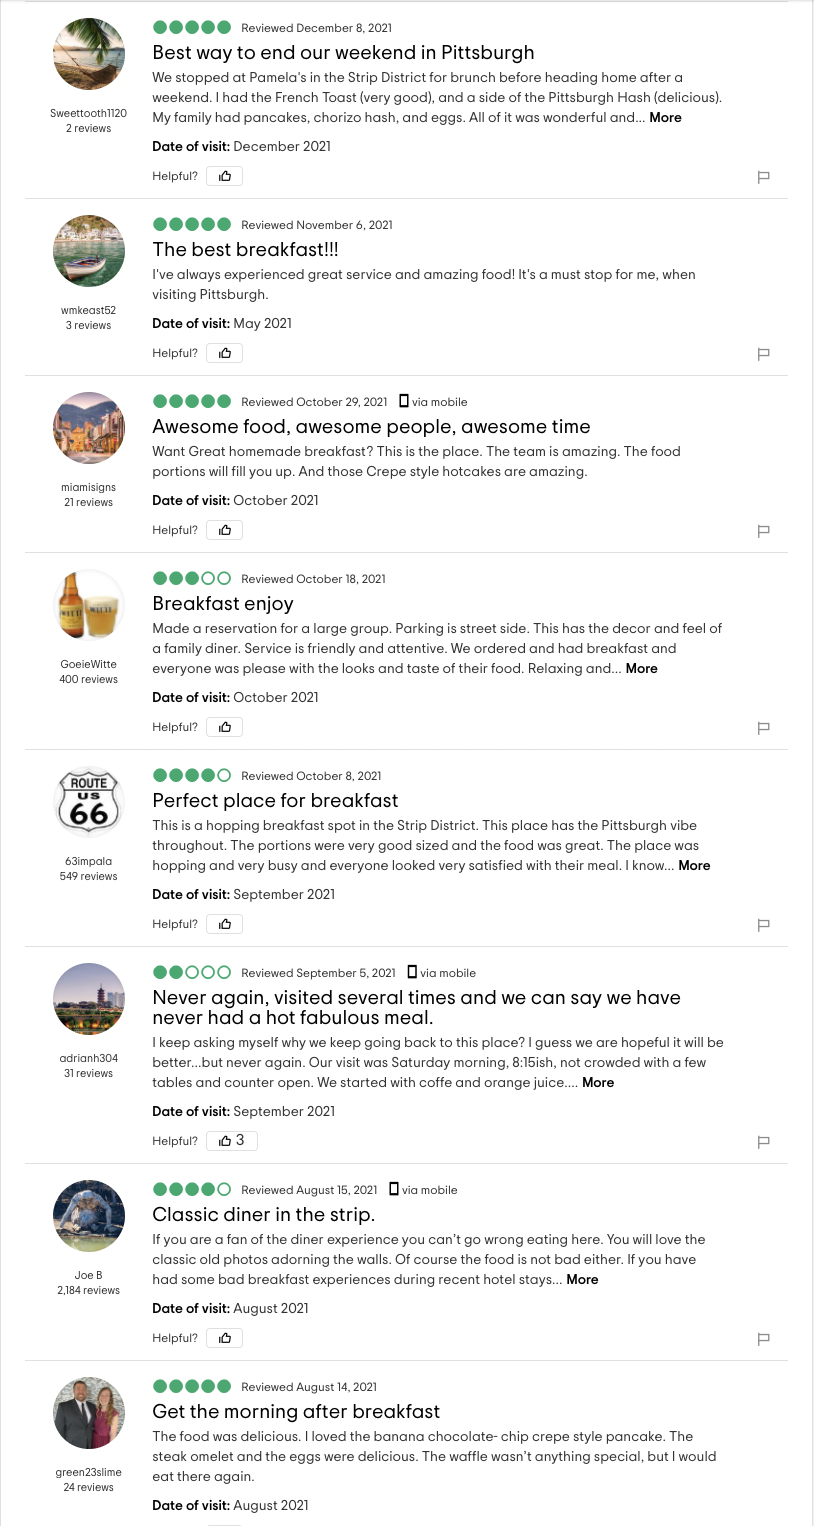 Reviewed December 8, 2021
Best way to end our weekend in Pittsburgh
We stopped at Pamela's in the Strip District for brunch before heading home after a
weekend. I had the French Toast (very good), and a side of the Pittsburgh Hash (delicious).
My family had pancakes, chorizo hash, and eggs. All of it was wonderful and... More
Sweettooth1120
2 reviews
Date of visit: December 2021
Helpful?
Reviewed November 6, 2021
The best breakfast!!!
I've always experienced great service and amazing food! It's a must stop for me, when
visiting Pittsburgh.
wmkeast52
3 reviews
Date of visit: May 2021
Helpful?
Reviewed October 29, 2021 via mobile
Awesome food, awesome people, awesome time
Want Great homemade breakfast? This is the place. The team is amazing. The food
portions will fill you up. And those Crepe style hotcakes are amazing.
miamisigns
21 reviews
Date of visit: October 2021
Helpful?
Reviewed October 18, 2021
Breakfast enjoy
Made a reservation for a large group. Parking is street side. This has the decor and feel of
a family diner. Service is friendly and attentive. We ordered and had breakfast and
everyone was please with the looks and taste of their food. Relaxing and... More
GoeieWitte
400 reviews
Date of visit: October 2021
Helpful?
ROUTE
US
66
Reviewed October 8, 2021
Perfect place for breakfast
This is a hopping breakfast spot in the Strip District. This place has the Pittsburgh vibe
throughout. The portions were very good sized and the food was great. The place was
hopping and very busy and everyone looked very satisfied with their meal. I know... More
63impala
549 reviews
Date of visit: September 2021
Helpful?
Reviewed September 5, 2021 via mobile
Never again, visited several times and we can say we have
never had a hot fabulous meal.
I keep asking myself why we keep going back to this place? I guess we are hopeful it will be
better...but never again. Our visit was Saturday morning, 8:15ish, not crowded with a few
tables and counter open. We started with coffe and orange juice.... More
adrianh304
31 reviews
Date of visit: September 2021
Helpful? 3
Reviewed August 15, 2021 via mobile
Classic diner in the strip.
If you are a fan of the diner experience you can’t go wrong eating here. You will love the
classic old photos adorning the walls. Of course the food is not bad either. If you have
had some bad breakfast experiences during recent hotel stays... More
Joe B
2,184 reviews
Date of visit: August 2021
Helpful?
Reviewed August 14, 2021
Get the morning after breakfast
The food was delicious. I loved the banana chocolate- chip crepe style pancake. The
steak omelet and the eggs were delicious. The waffle wasn’t anything special, but I would
eat there again.
green23slime
24 reviews
Date of visit: August 2021